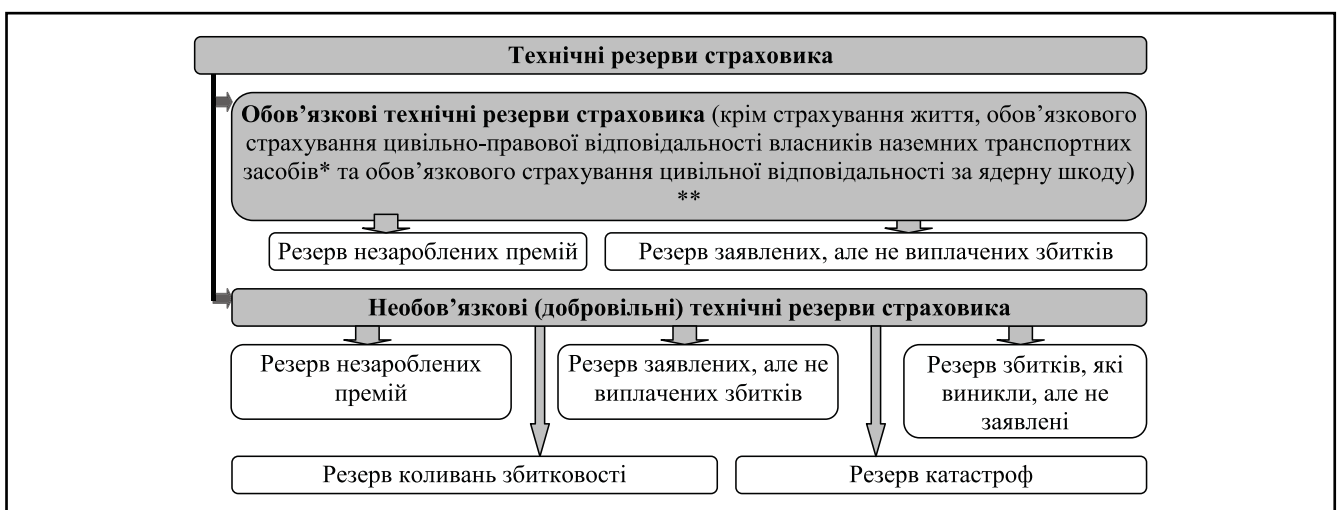 Технічні резерви страховика
Обов’язкові технічні резерви страховика (крім страхування життя, обов’язкового
страхування цивільно-правової відповідальності власників наземних транспортних
засобів* та обов’язкового страхування цивільної відповідальності за ядерну шкоду)
**
Резерв незароблених премій
Резерв заявлених, але не виплачених збитків
Необов’язкові (добровільні) технічні резерви страховика
Резерв незароблених
премій
Резерв заявлених, але не
виплачених збитків
Резерв збитків, які
виникли, але не
заявлені
Резерв коливань збитковості
Резерв катастроф